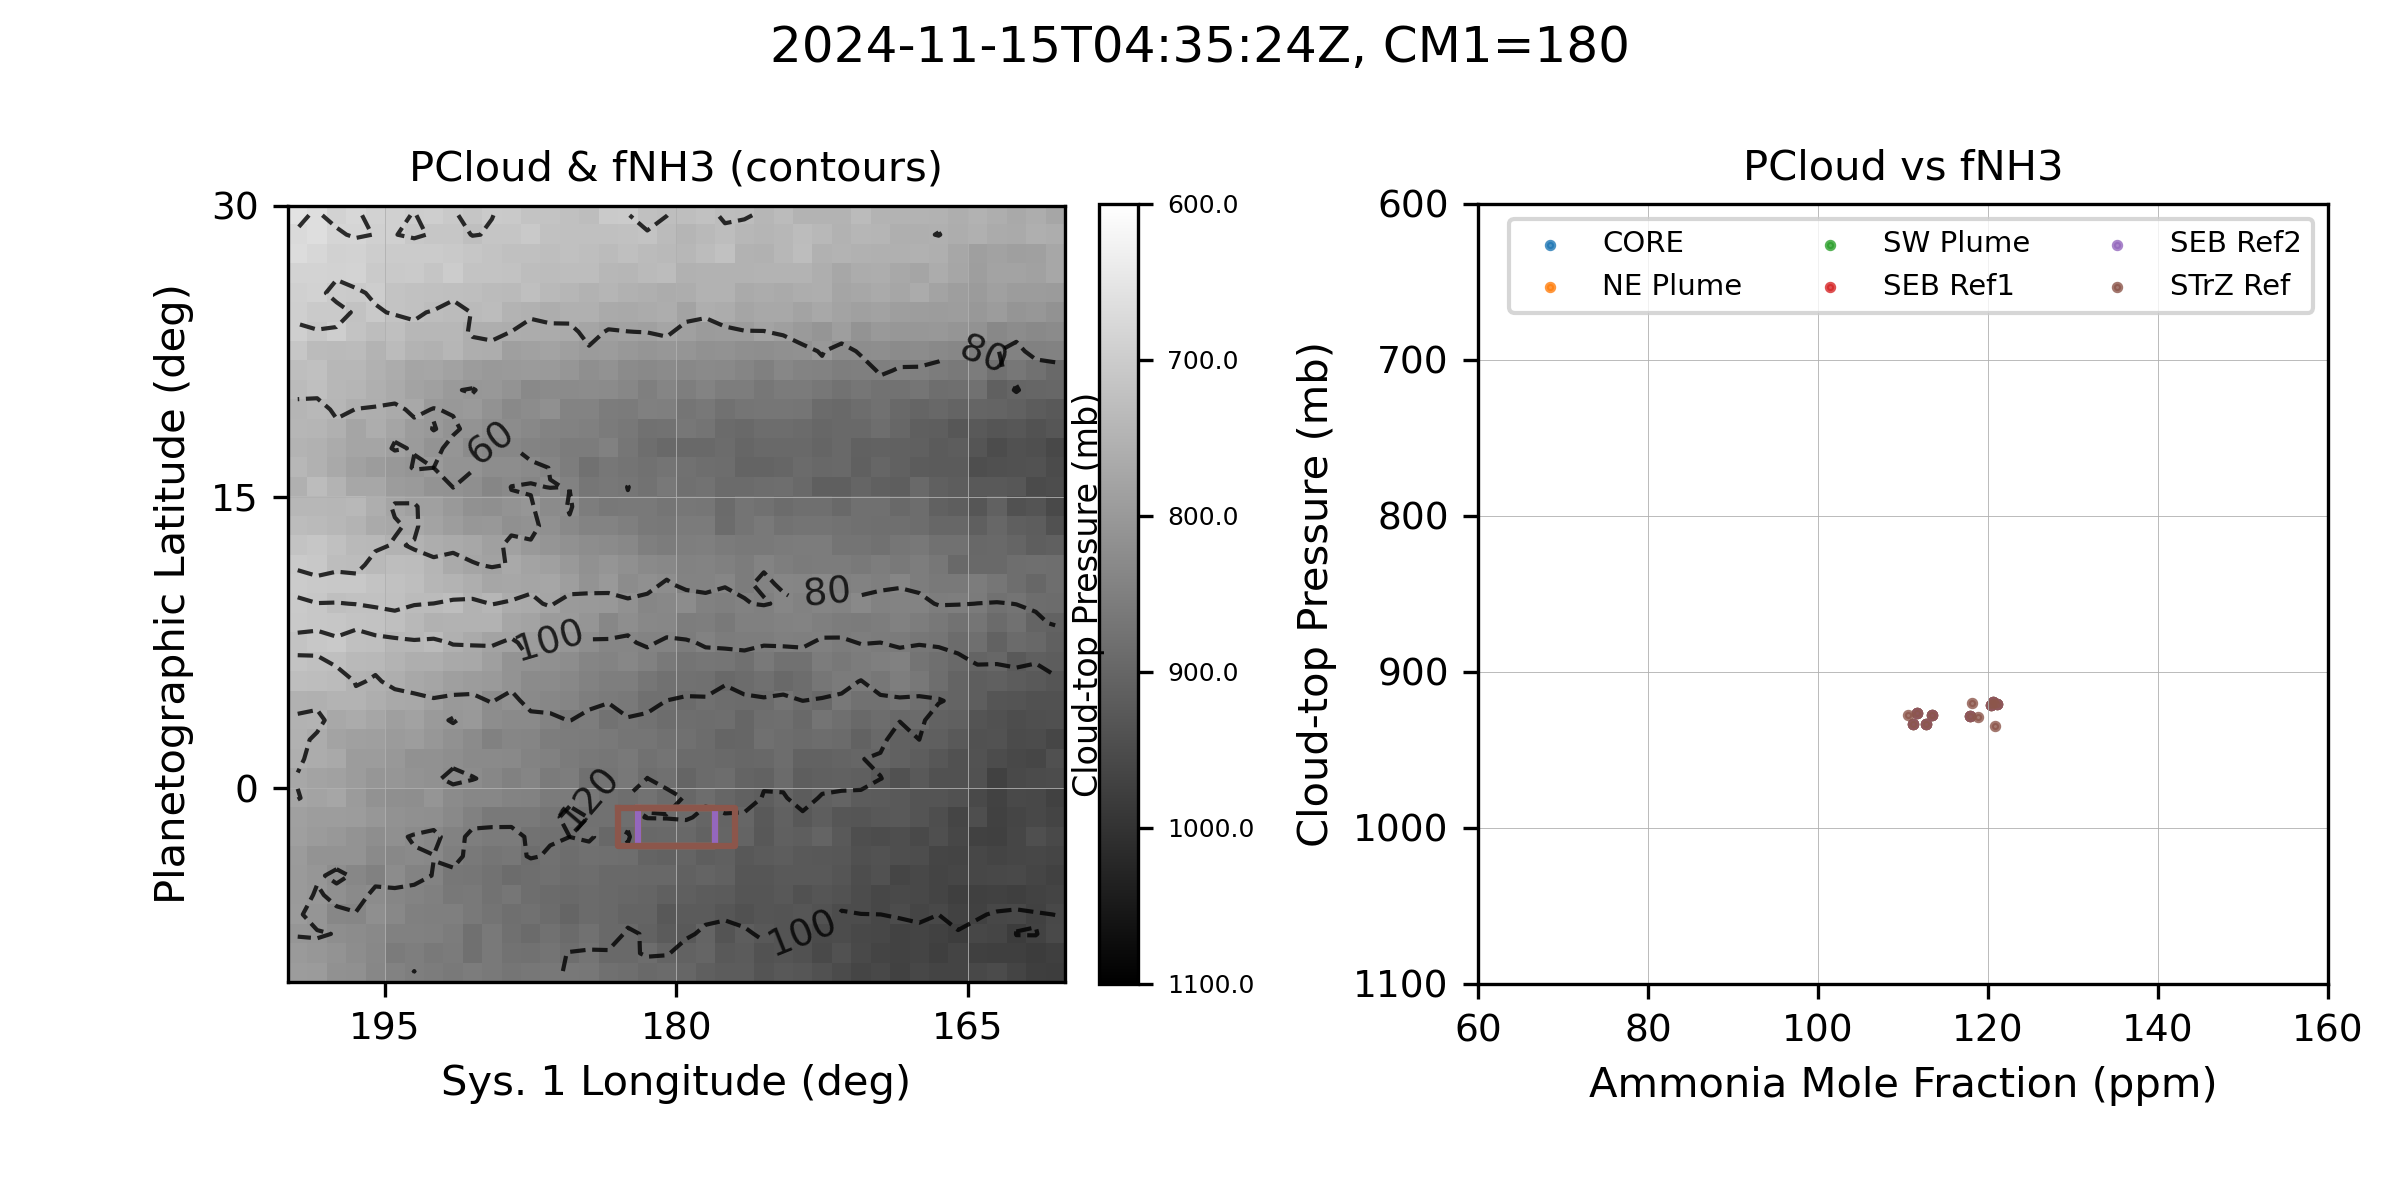 2024-11-15T04:35:24Z, CM1=180
PCloud & fNH3 (contours)
30
15
0
195
180
165
Planetographic Latitude (deg)
Sys. 1 Longitude (deg)
80
60
80
100
120
100
Cloud-top Pressure (mb)
600.0
700.0
800.0
900.0
1000.0
1100.0
PCloud vs fNH3
CORE
NE Plume
SW Plume
SEB Ref1
SEB Ref2
STrZ Ref
Cloud-top Pressure (mb)
600
700
800
900
1000
1100
60
80
100
120
140
160
Ammonia Mole Fraction (ppm)